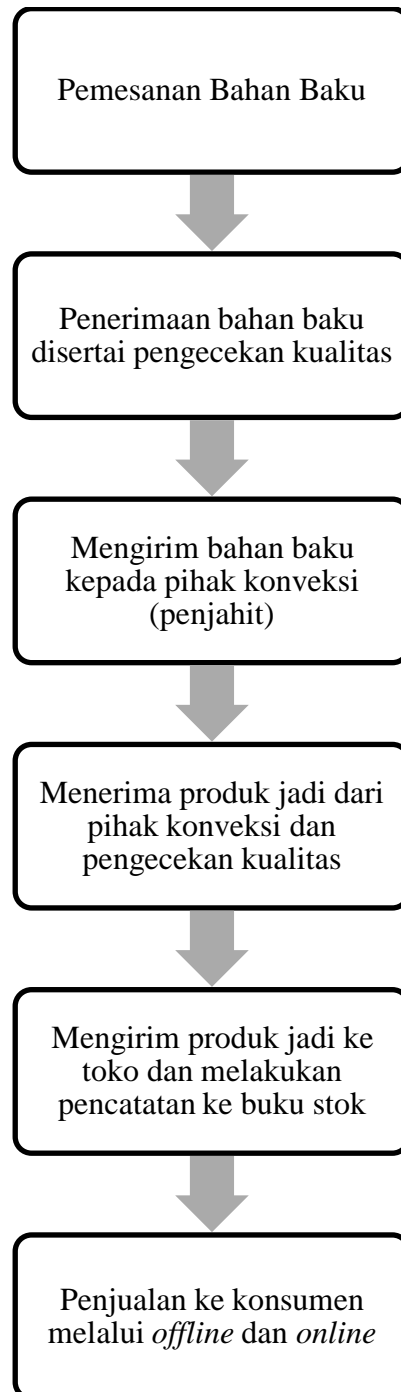 Pemesanan Bahan Baku
Penerimaan bahan baku
disertai pengecekan kualitas
Mengirim bahan baku
kepada pihak konveksi
(penjahit)
Menerima produk jadi dari
pihak konveksi dan
pengecekan kualitas
Mengirim produk jadi ke
toko dan melakukan
pencatatan ke buku stok
Penjualan ke konsumen
melalui offline dan online